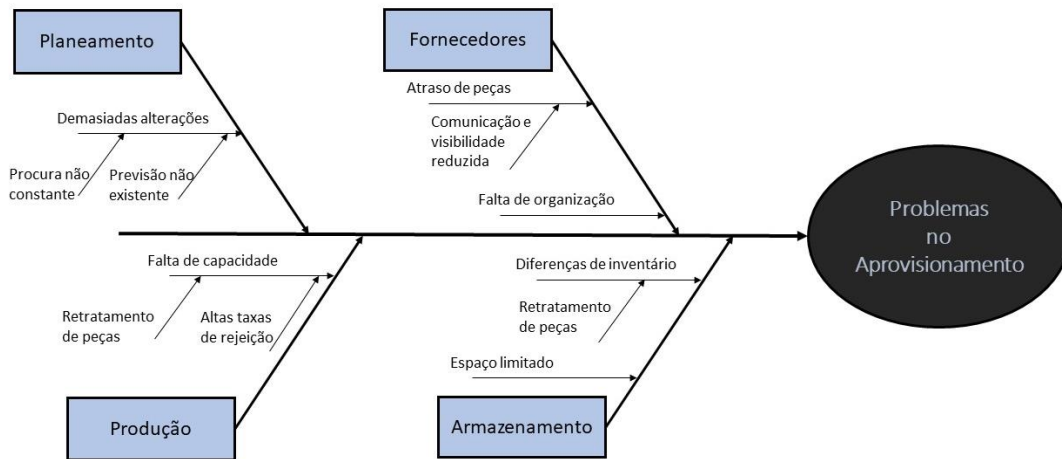 Planeamento
Fornecedores
Atraso de peças
Demasiadas alterações
Comunicação e
visibilidade
reduzida
Procura não
constante
Previsão não
existente
Falta de organização
Problemas
no
Aprovisionamento
Falta de capacidade
Diferenças de inventário
Retratamento
de peças
Altas taxas
de rejeição
Retratamento
de peças
Espaço limitado
Produção
Armazenamento